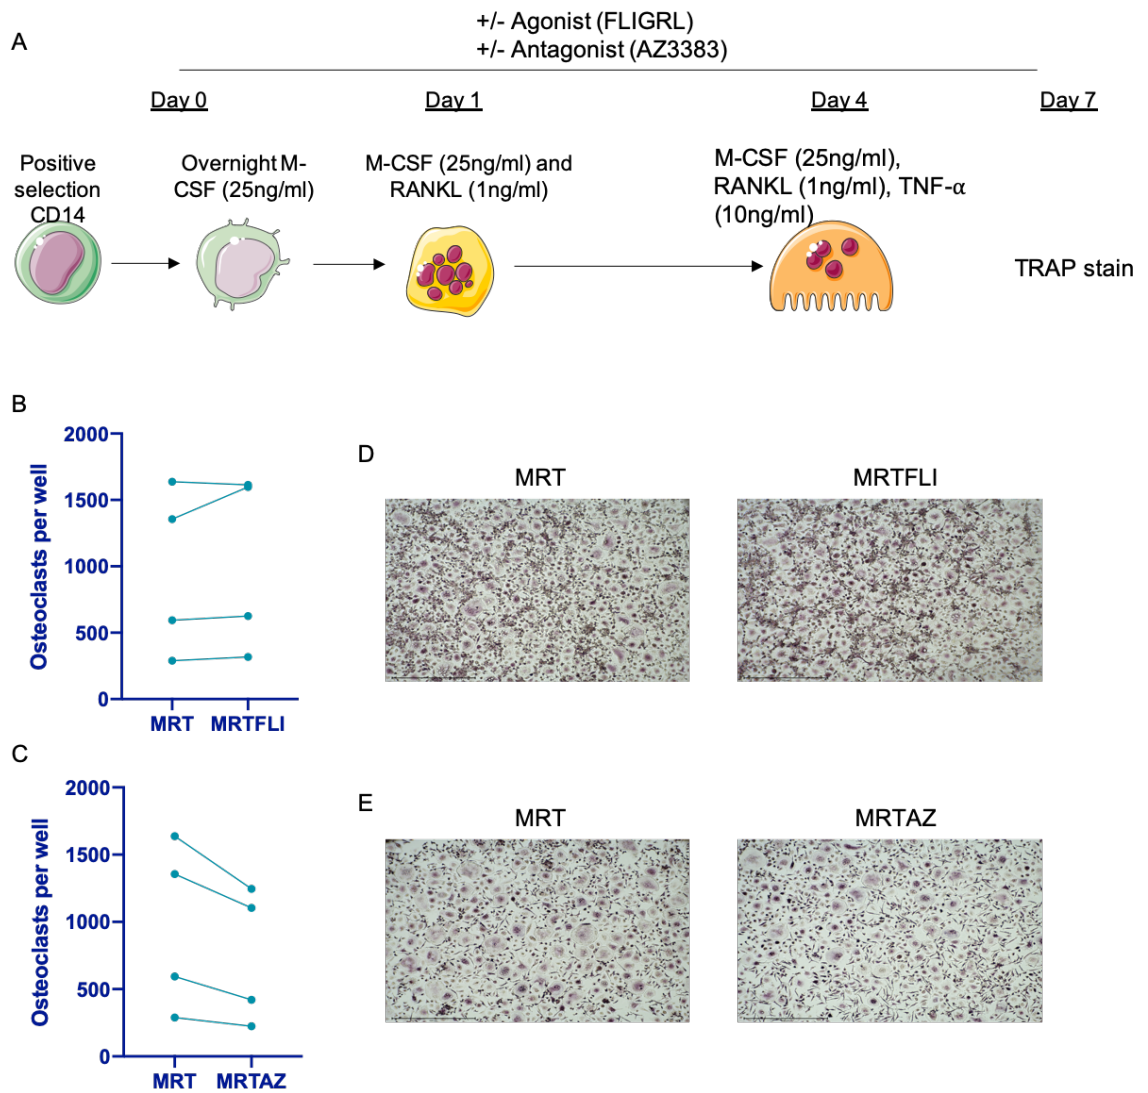 A
+/- Agonist (FLIGRL)
+/- Antagonist (AZ3383)
Day 0
Day 1
Day 4
Day 7
Positive
selection
CD14
Overnight M-
CSF (25ng/ml)
M-CSF (25ng/ml) and
RANKL (1ng/ml)
M-CSF (25ng/ml),
RANKL (1ng/ml), TNF-α
(10ng/ml)
TRAP stain
B
2000
1500
1000
500
0
Osteoclasts per well
MRT MRTFLI
D
MRT
MRTFLI
C
2000
1500
1000
500
0
Osteoclasts per well
MRT MRTAZ
E
MRT
MRTAZ